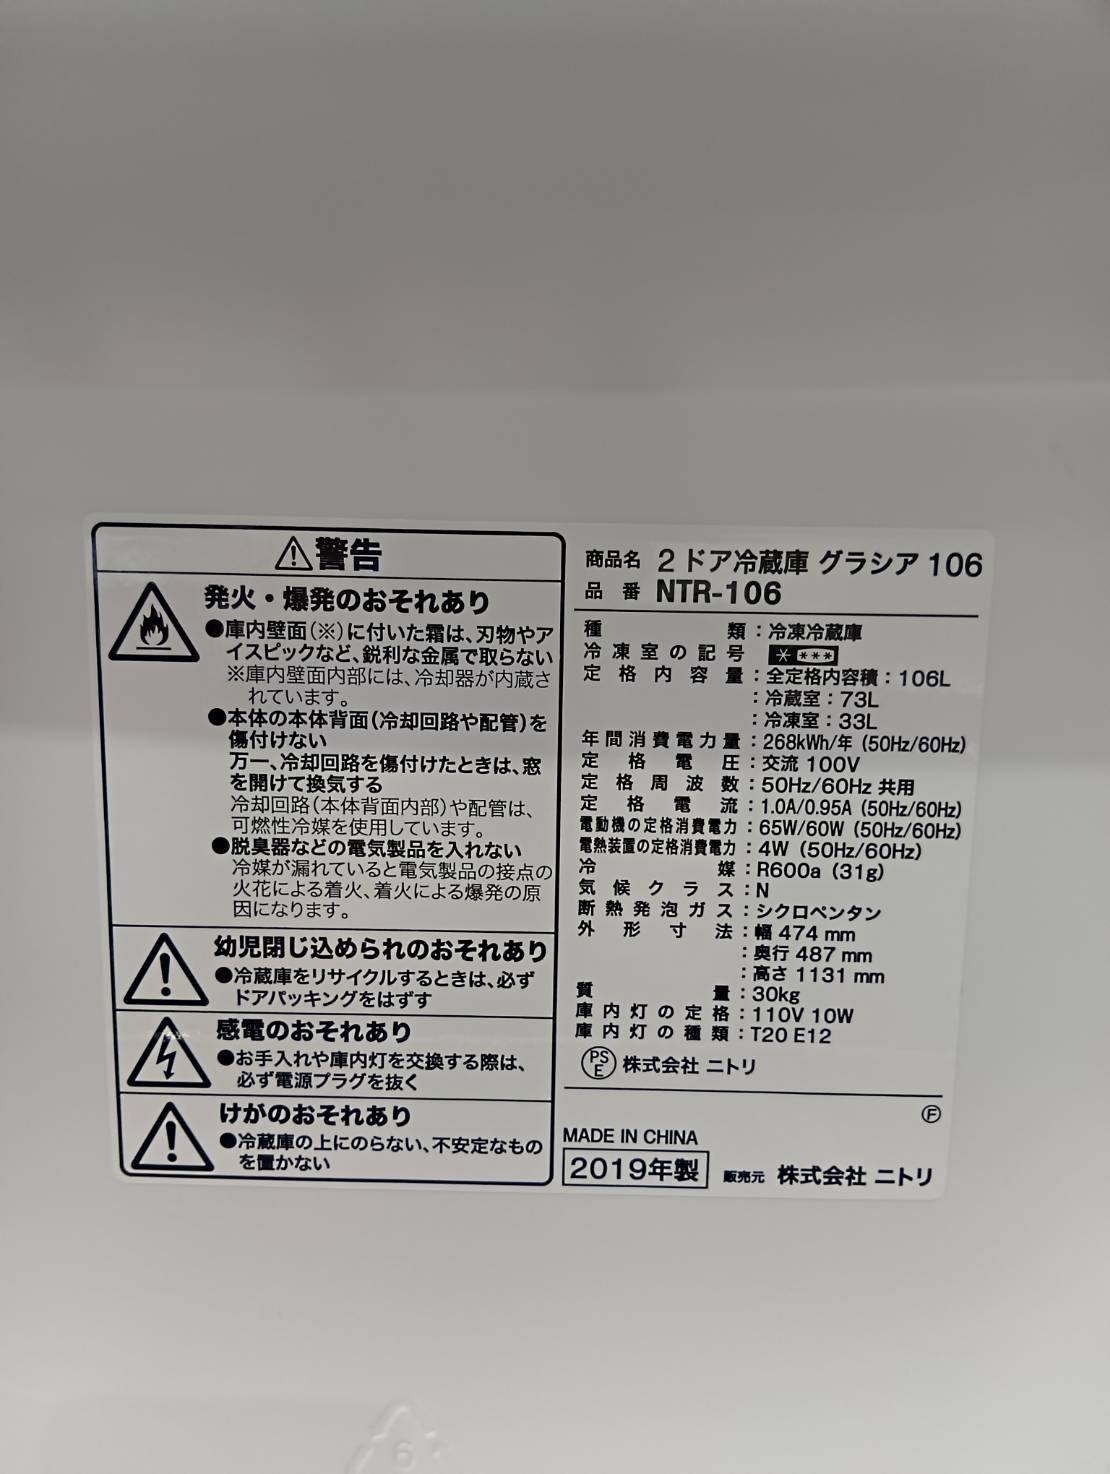 警告
発火・爆発のおそれあり
●庫内壁面(※)に付いた霜は、刃物やア
イスピックなど、鋭利な金属で取らない
※庫内壁面内部には、冷却器が内蔵さ
れています。
●本体の本体背面(冷却回路や配管)を
傷付けない
万一、冷却回路を傷付けたときは、窓
を開けて換気する
冷却回路(本体背面内部)や配管は、
可燃性冷媒を使用しています。
●脱臭器などの電気製品を入れない
冷媒が漏れていると電気製品の接点の
火花による着火、着火による爆発の原
因になります。
幼児閉じ込められのおそれあり
●冷蔵庫をリサイクルするときは、必ず
ドアパッキングをはずす
感電のおそれあり
●お手入れや庫内灯を交換する際は、
必ず電源プラグを抜く
けがのおそれあり
●冷蔵庫の上にのらない、不安定なもの
を置かない
商品名 2ドア冷蔵庫 グラシア 106
品番 NTR-106
種類:冷凍冷蔵庫
冷凍室の記号 * ***
定格内容量:全定格内容積:106L
:冷蔵室:73L
:冷凍室:33L
年間消費電力量:268kWh/年 (50Hz/60Hz)
定格電圧:交流 100V
定格周波数:50Hz/60Hz 共用
定格電流:1.0A/0.95A (50Hz/60Hz)
電動機の定格消費電力:65W/60W (50Hz/60Hz)
電熱装置の定格消費電力:4W (50Hz/60Hz)
冷媒:R600a (31g)
気候クラス:N
断熱発泡ガス:シクロペンタン
外形寸法:幅 474 mm
:奥行 487 mm
:高さ 1131 mm
質量:30kg
庫内灯の定格:110V 10W
庫内灯の種類:T20 E12
PSE 株式会社 ニトリ
Ⓕ
MADE IN CHINA
2019年製 販売元 株式会社 ニトリ
6